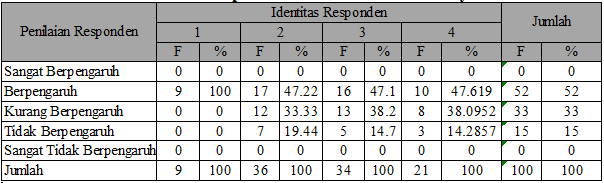 Penilaian Responden Identitas Responden Jumlah
1 2 3 4
F % F % F % F % F %
Sangat Berpengaruh 0 0 0 0 0 0 0 0 0 0
Berpengaruh 9 100 17 47.22 16 47.1 10 47.619 52 52
Kurang Berpengaruh 0 0 12 33.33 13 38.2 8 38.0952 33 33
Tidak Berpengaruh 0 0 7 19.44 5 14.7 3 14.2857 15 15
Sangat Tidak Berpengaruh 0 0 0 0 0 0 0 0 0 0
Jumlah 9 100 36 100 34 100 21 100 100 100